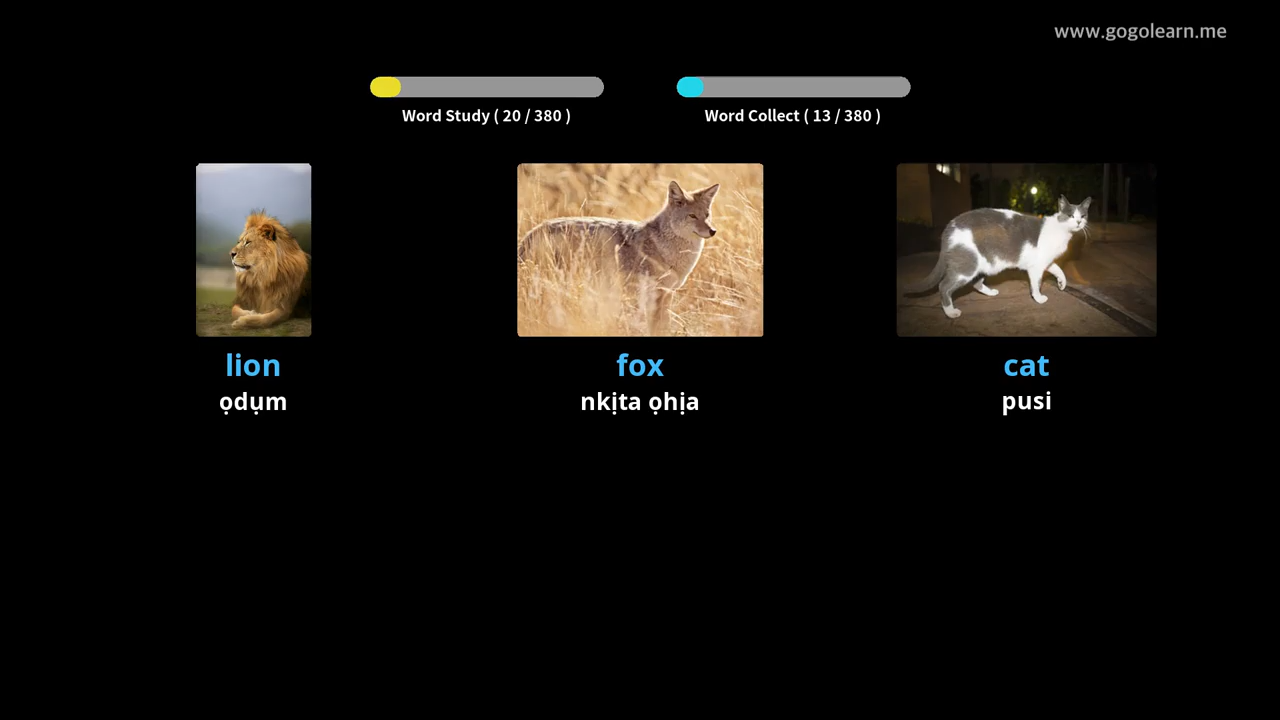 www.gogolearn.me
Word Study ( 20 / 380 )
Word Collect ( 13 / 380 )
lion
ọdụm
fox
nkịta ọhịa
cat
pusi